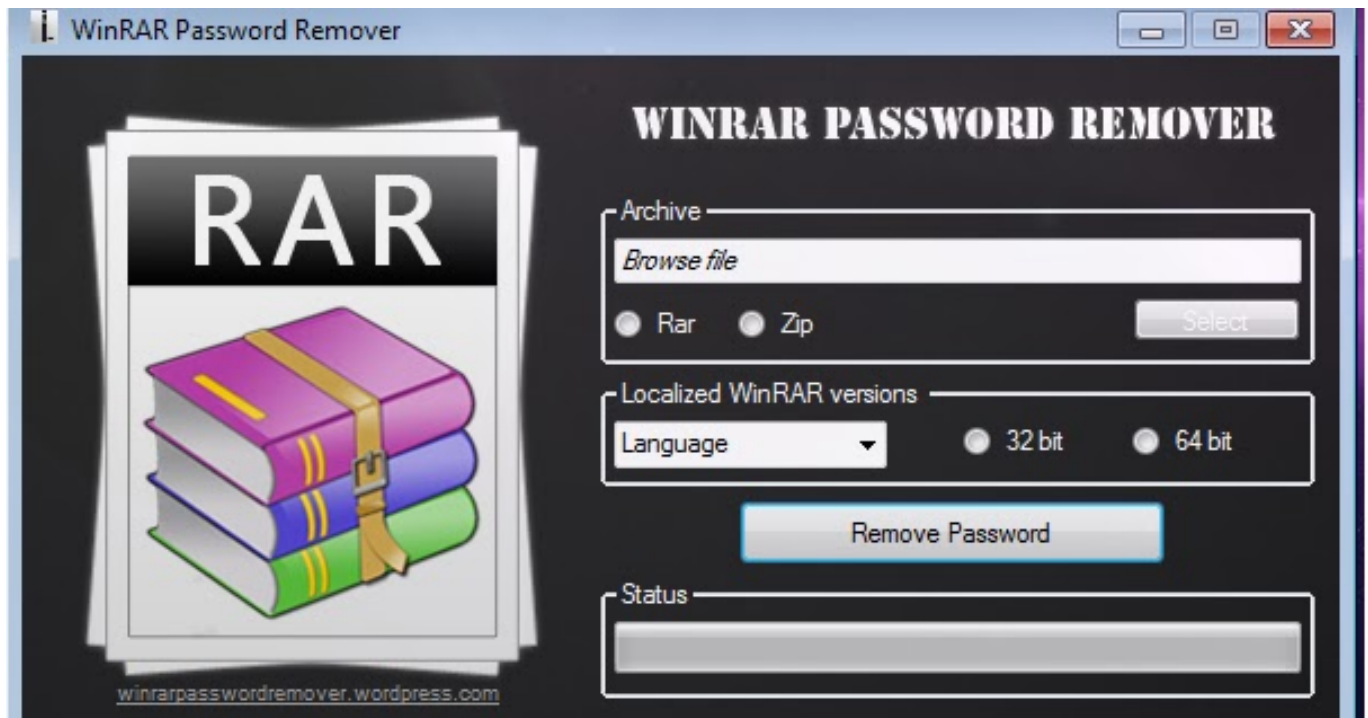 WinRAR Password Remover
WINRAR PASSWORD REMOVER
RAR
Archive
Browse file
Rar Zip Select
Localized WinRAR versions
Language 32 bit 64 bit
Remove Password
Status
winrarpasswordremover.wordpress.com